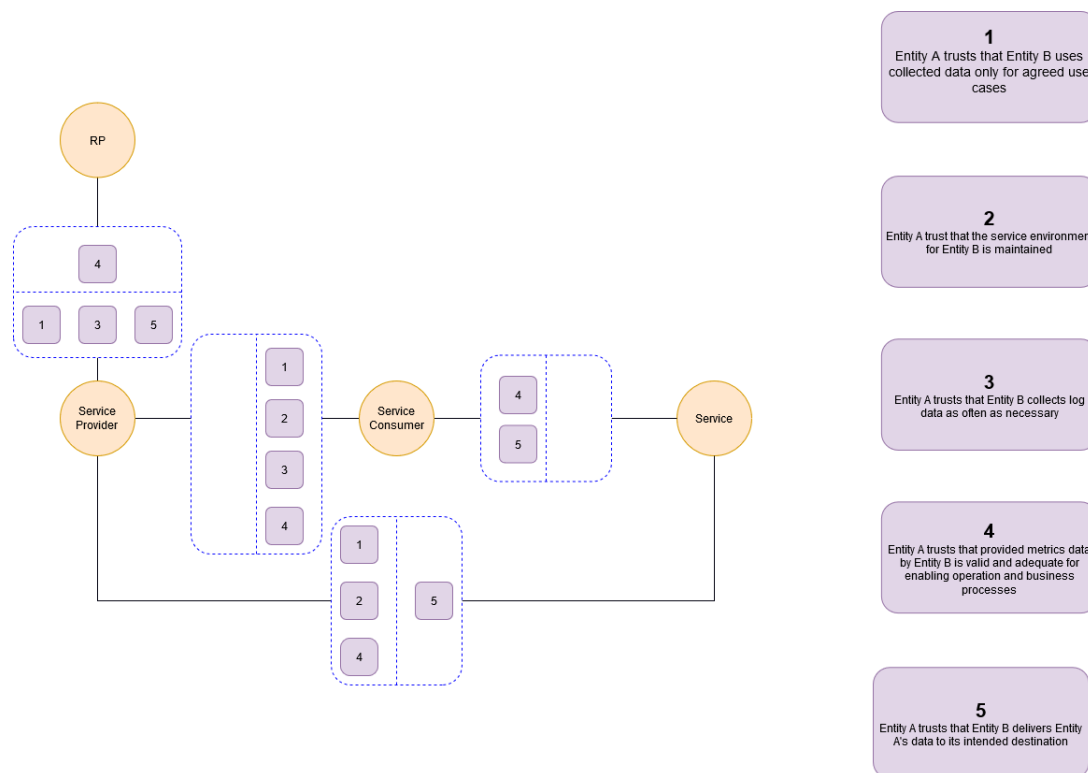 1
Entity A trusts that Entity B uses
collected data only for agreed use
cases
RP
2
Entity A trust that the service environmen
for Entity B is maintained
4
1 3 5
3
Entity A trusts that Entity B collects log
data as often as necessary
1
2
3
4
Service
Provider
Service
Consumer
4
5
Service
4
Entity A trusts that provided metrics data
by Entity B is valid and adequate for
enabling operation and business
processes
1
2
4
5
5
Entity A trusts that Entity B delivers Entity
A's data to its intended destination